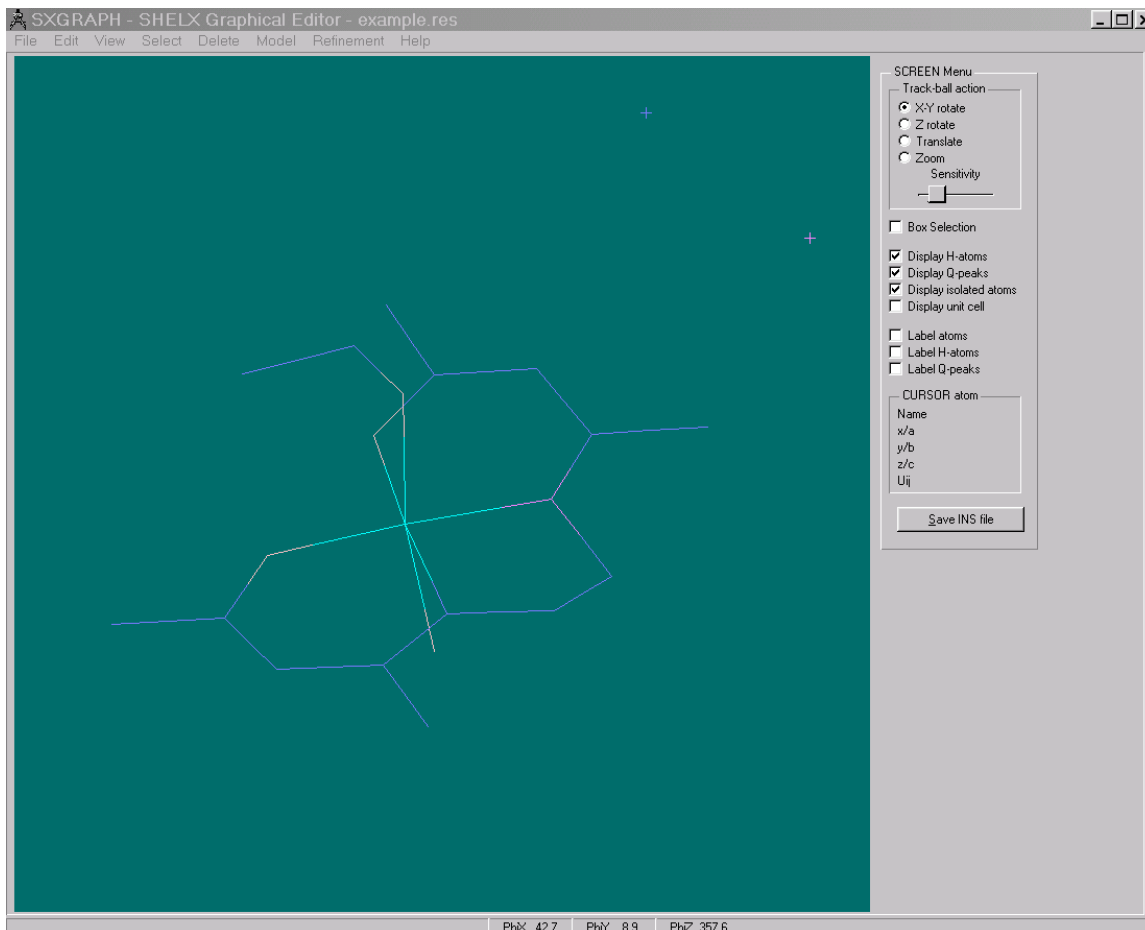 SXGRAPH - SHELX Graphical Editor - example.res
File Edit View Select Delete Model Refinement Help
SCREEN Menu
Track-ball action
X-Y rotate
Z rotate
Translate
Zoom
Sensitivity
Box Selection
Display H-atoms
Display Q-peaks
Display isolated atoms
Display unit cell
Label atoms
Label H-atoms
Label Q-peaks
CURSOR atom
Name
x/a
y/b
z/c
Uij
Save INS file
PhiX 42.7 PhiY 8.9 PhiZ 357.6